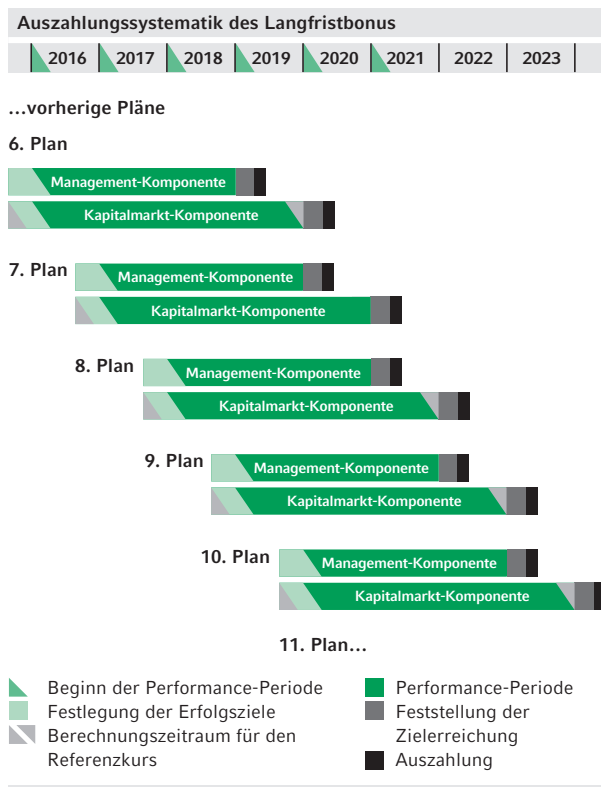 Auszahlungssystematik des Langfristbonus
2016 2017 2018 2019 2020 2021 2022 2023
...vorherige Pläne
6. Plan
Management-Komponente
Kapitalmarkt-Komponente
7. Plan
Management-Komponente
Kapitalmarkt-Komponente
8. Plan
Management-Komponente
Kapitalmarkt-Komponente
9. Plan
Management-Komponente
Kapitalmarkt-Komponente
10. Plan
Management-Komponente
Kapitalmarkt-Komponente
11. Plan...
Beginn der Performance-Periode
Festlegung der Erfolgsziele
Berechnungszeitraum für den
Referenzkurs
Performance-Periode
Feststellung der
Zielerreichung
Auszahlung